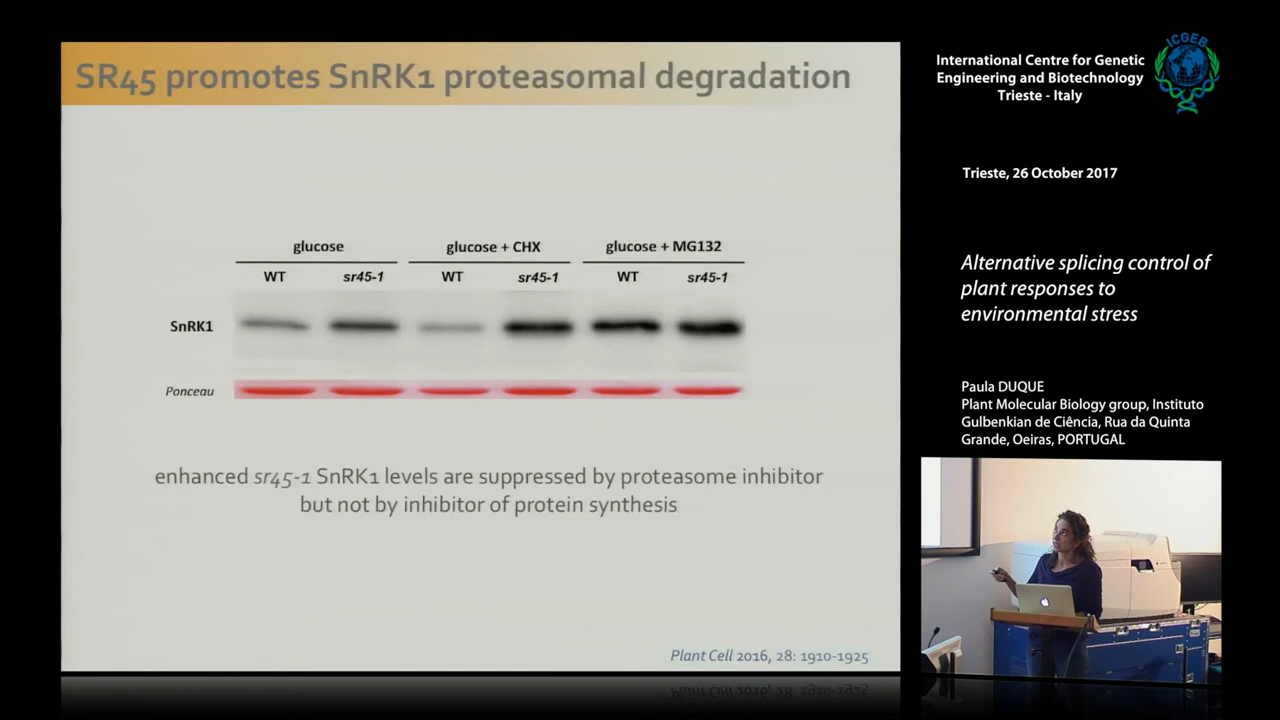 SR45 promotes SnRK1 proteasomal degradation
glucose
glucose + CHX
glucose + MG132
WT
sr45-1
WT
sr45-1
WT
sr45-1
SnRK1
Ponceau
enhanced sr45-1 SnRK1 levels are suppressed by proteasome inhibitor
but not by inhibitor of protein synthesis
Plant Cell 2016, 28: 1910-1925
International Centre for Genetic
Engineering and Biotechnology
Trieste - Italy
ICGEB
Trieste, 26 October 2017
Alternative splicing control of
plant responses to
environmental stress
Paula DUQUE
Plant Molecular Biology group, Instituto
Gulbenkian de Ciência, Rua da Quinta
Grande, Oeiras, PORTUGAL